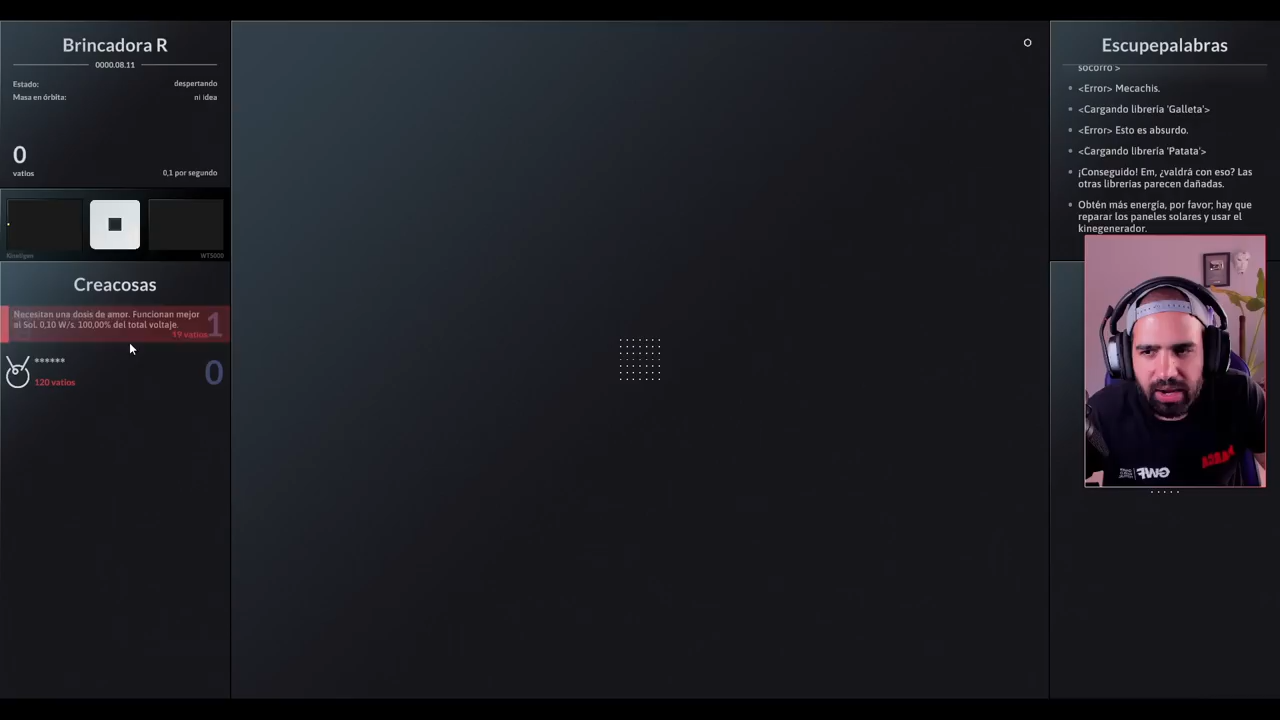 Brincadora R
0000.08.11
Estado: despertando
Masa en órbita: ni idea
0
vatios
0,1 por segundo
WT5000
Creacosas
Necesitan una dosis de amor. Funcionan mejor
al Sol. 0,10 W/s. 100,00% del total voltaje.
19 vatios
1
******
120 vatios
0
Escupepalabras
socorro >
<Error> Mecachis.
<Cargando librería 'Galleta'>
<Error> Esto es absurdo.
<Cargando librería 'Patata'>
¡Conseguido! Em, ¿valdrá con eso? Las
otras librerías parecen dañadas.
Obtén más energía, por favor; hay que
reparar los paneles solares y usar el
kinegenerador.